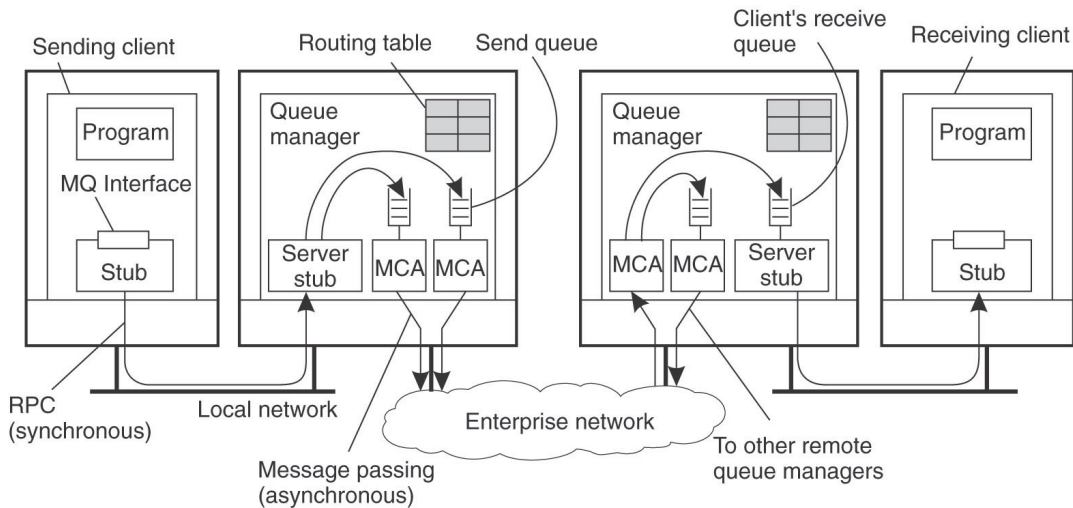 Sending client
Routing table
Send queue
Client's receive
queue
Receiving client
Program
MQ Interface
Stub
Queue
manager
Server
stub
MCA
MCA
Queue
manager
MCA
MCA
Server
stub
Program
Stub
RPC
(synchronous)
Local network
Message passing
(asynchronous)
Enterprise network
To other remote
queue managers